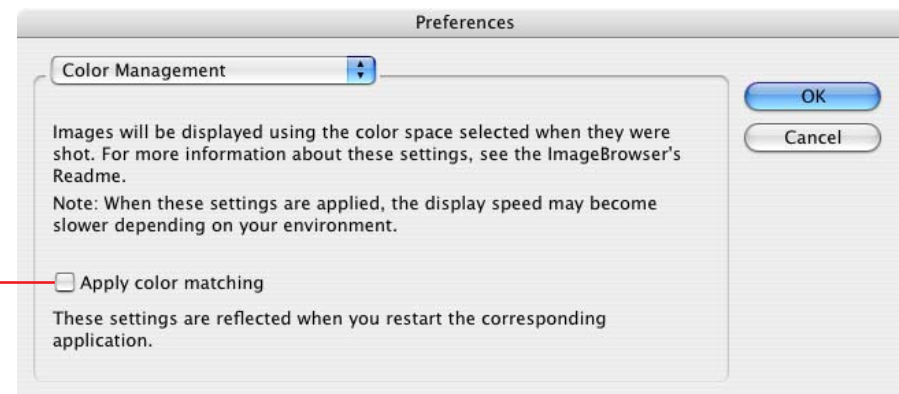 Preferences
Color Management
OK
Cancel
Images will be displayed using the color space selected when they were
shot. For more information about these settings, see the ImageBrowser's
Readme.
Note: When these settings are applied, the display speed may become
slower depending on your environment.
Apply color matching
These settings are reflected when you restart the corresponding
application.